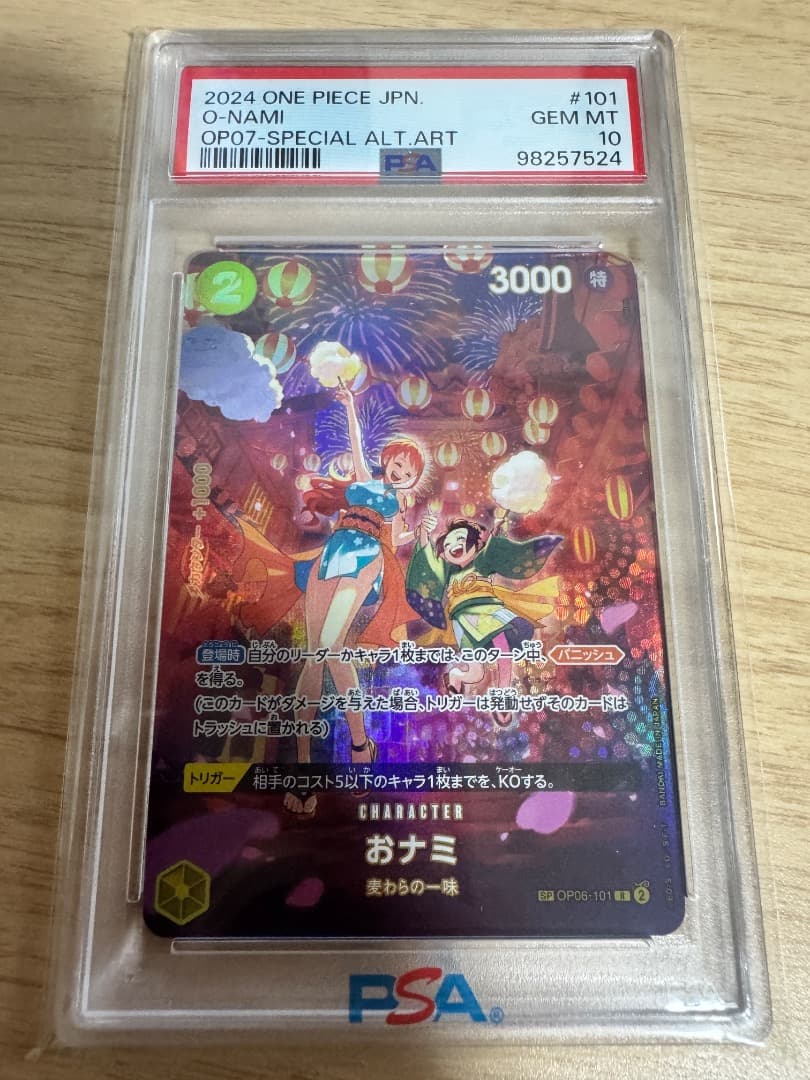 2024 ONE PIECE JPN. #101
O-NAMI GEM MT
OP07-SPECIAL ALT.ART 10
PSA 98257524
2 3000 特
カウンター +1000
登場時 自分のリーダーかキャラ1枚までは、このターン中、バニッシュ
を得る。
(このカードがダメージを与えた場合、トリガーは発動せずそのカードは
トラッシュに置かれる)
トリガー 相手のコスト5以下のキャラ1枚までを、KOする。
CHARACTER
おナミ
麦わらの一味
SP OP06-101 R 2
BANDAI MADE IN JAPAN
PSA®